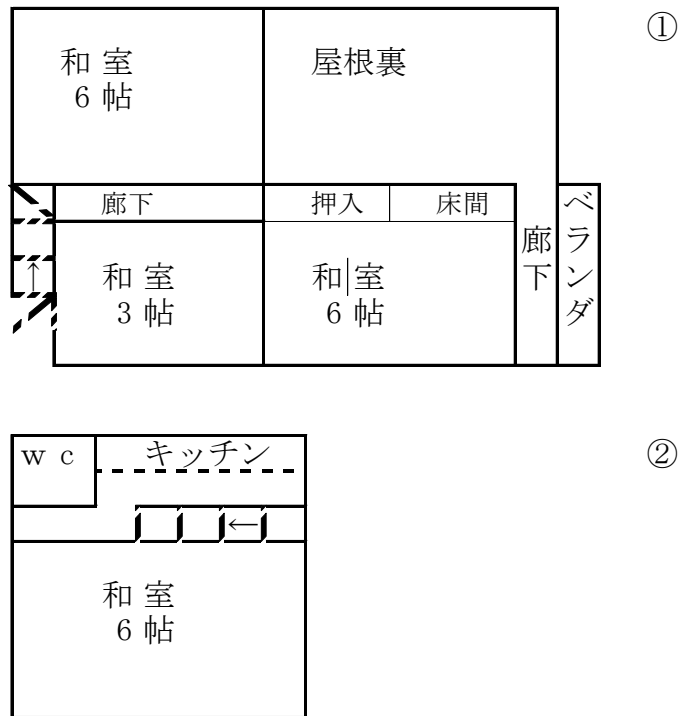 ①
和室
6帖
屋根裏
廊下
押入
床間
廊下
ベランダ
↑
和室
3帖
和室
6帖
②
wc
キッチン
←
和室
6帖